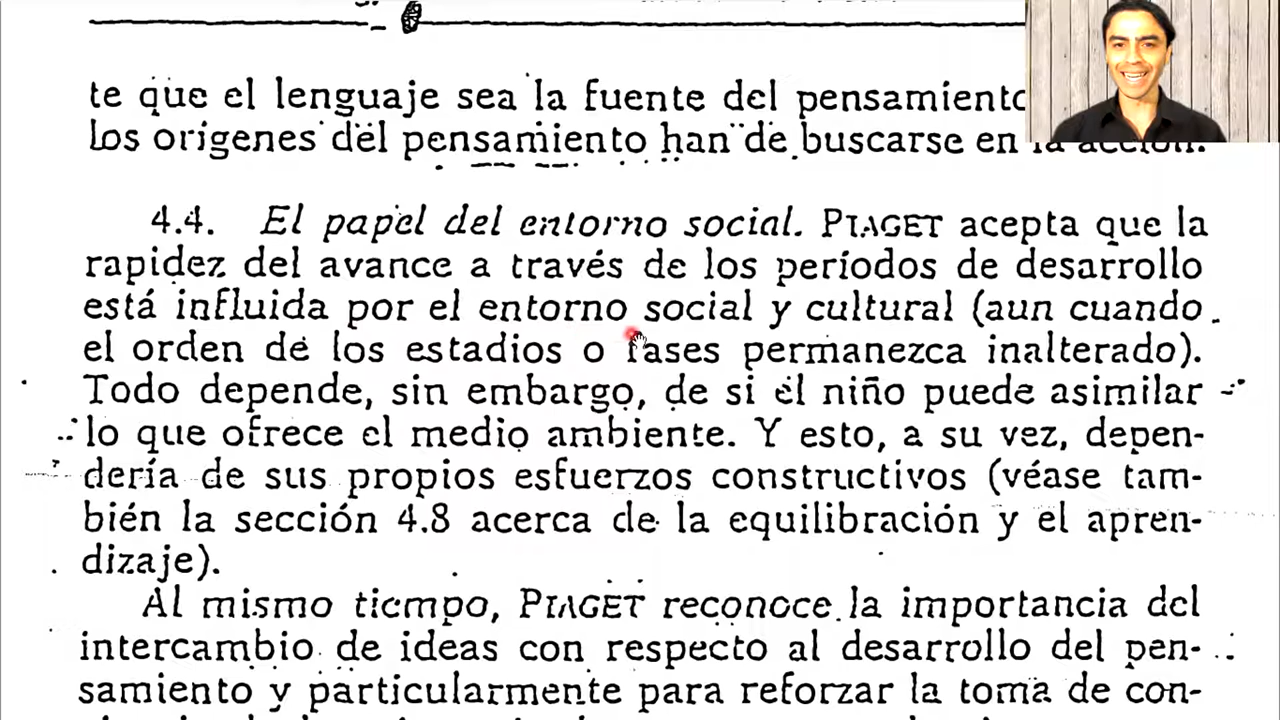 te que el lenguaje sea la fuente del pensamiento
los orígenes del pensamiento han de buscarse en la acción.
4.4. El papel del entorno social. PIAGET acepta que la
rapidez del avance a través de los períodos de desarrollo
está influida por el entorno social y cultural (aun cuando
el orden de los estadios o fases permanezca inalterado).
Todo depende, sin embargo, de si el niño puede asimilar
lo que ofrece el medio ambiente. Y esto, a su vez, depen-
dería de sus propios esfuerzos constructivos (véase tam-
bién la sección 4.8 acerca de la equilibración y el apren-
dizaje).
Al mismo tiempo, PIAGET reconoce la importancia del
intercambio de ideas con respecto al desarrollo del pen-
samiento y particularmente para reforzar la toma de con-